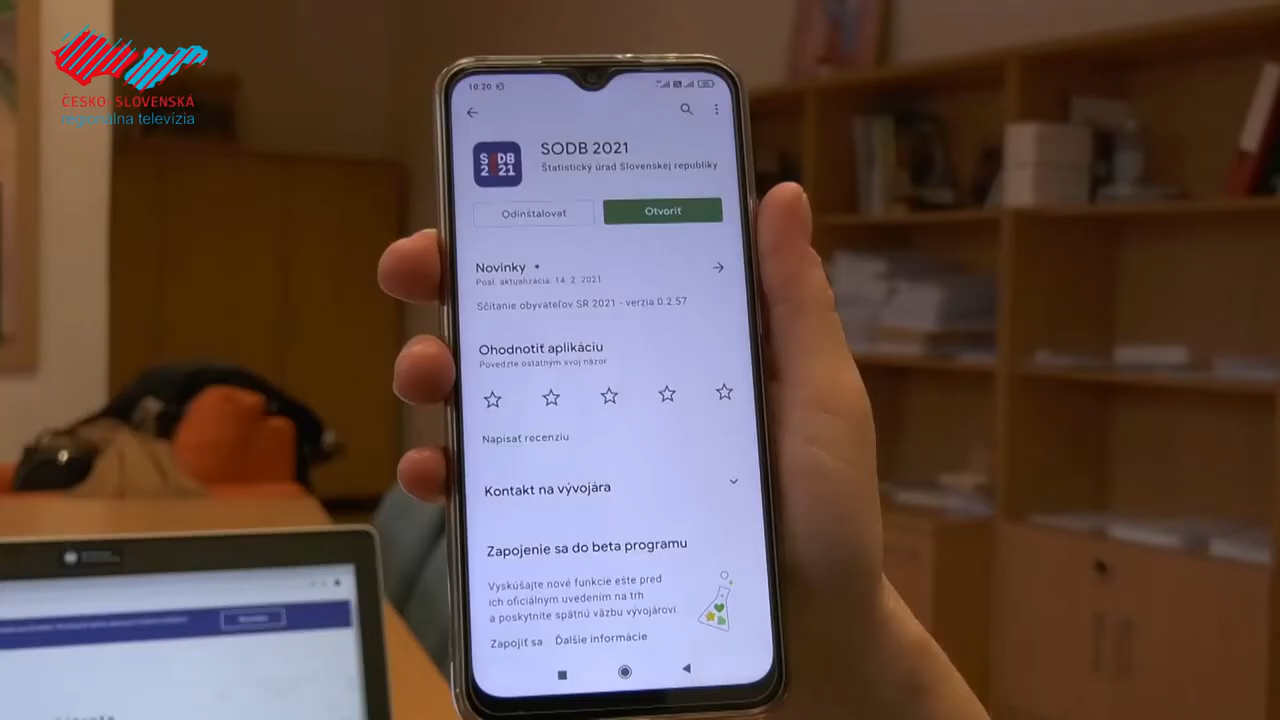 ČESKO-SLOVENSKÁ
regionálna televízia
10:20
SODB 2021
Štatistický úrad Slovenskej republiky
S DB
2 21
Odinštalovať
Otvoriť
Novinky •
Posl. aktualizácia: 14. 2. 2021
Sčítanie obyvateľov SR 2021 - verzia 0.2.57
Ohodnotiť aplikáciu
Povedzte ostatným svoj názor
Napísať recenziu
Kontakt na vývojára
Zapojenie sa do beta programu
Vyskúšajte nové funkcie ešte pred
ich oficiálnym uvedením na trh
a poskytnite spätnú väzbu vývojárovi.
Zapojiť sa
Ďalšie informácie